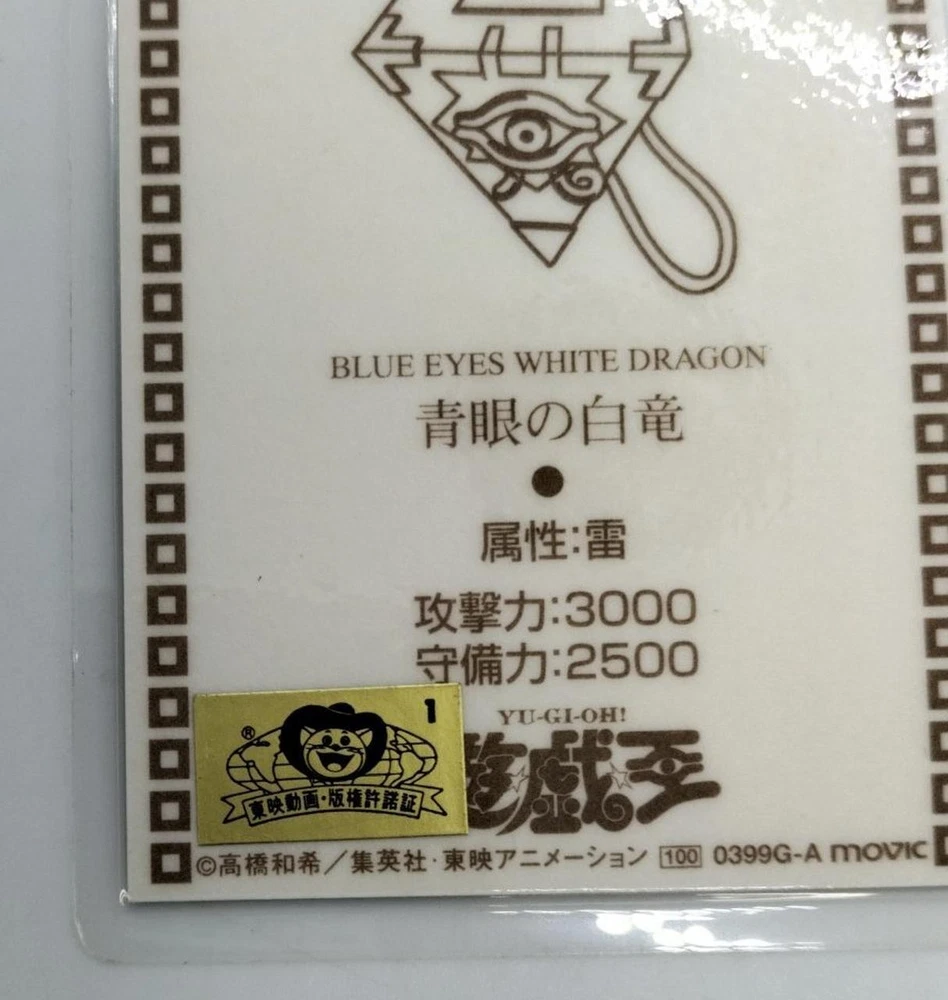 BLUE EYES WHITE DRAGON
青眼の白竜
●
属性:雷
攻撃力:3000
守備力:2500
YU-GI-OH!
遊戯王
1
®
東映動画・版権許諾証
©高橋和希／集英社・東映アニメーション 100 0399G-A movic